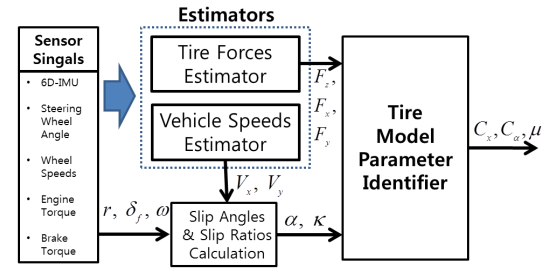 Estimators
Sensor
Singals
• 6D-IMU
• Steering
Wheel
Angle
• Wheel
Speeds
• Engine
Torque
• Brake
Torque
Tire Forces
Estimator
Vehicle Speeds
Estimator
F_z,
F_x,
F_y
V_x, V_y
r, δ_f, ω
Slip Angles
& Slip Ratios
Calculation
α, κ
Tire
Model
Parameter
Identifier
C_x, C_α, μ